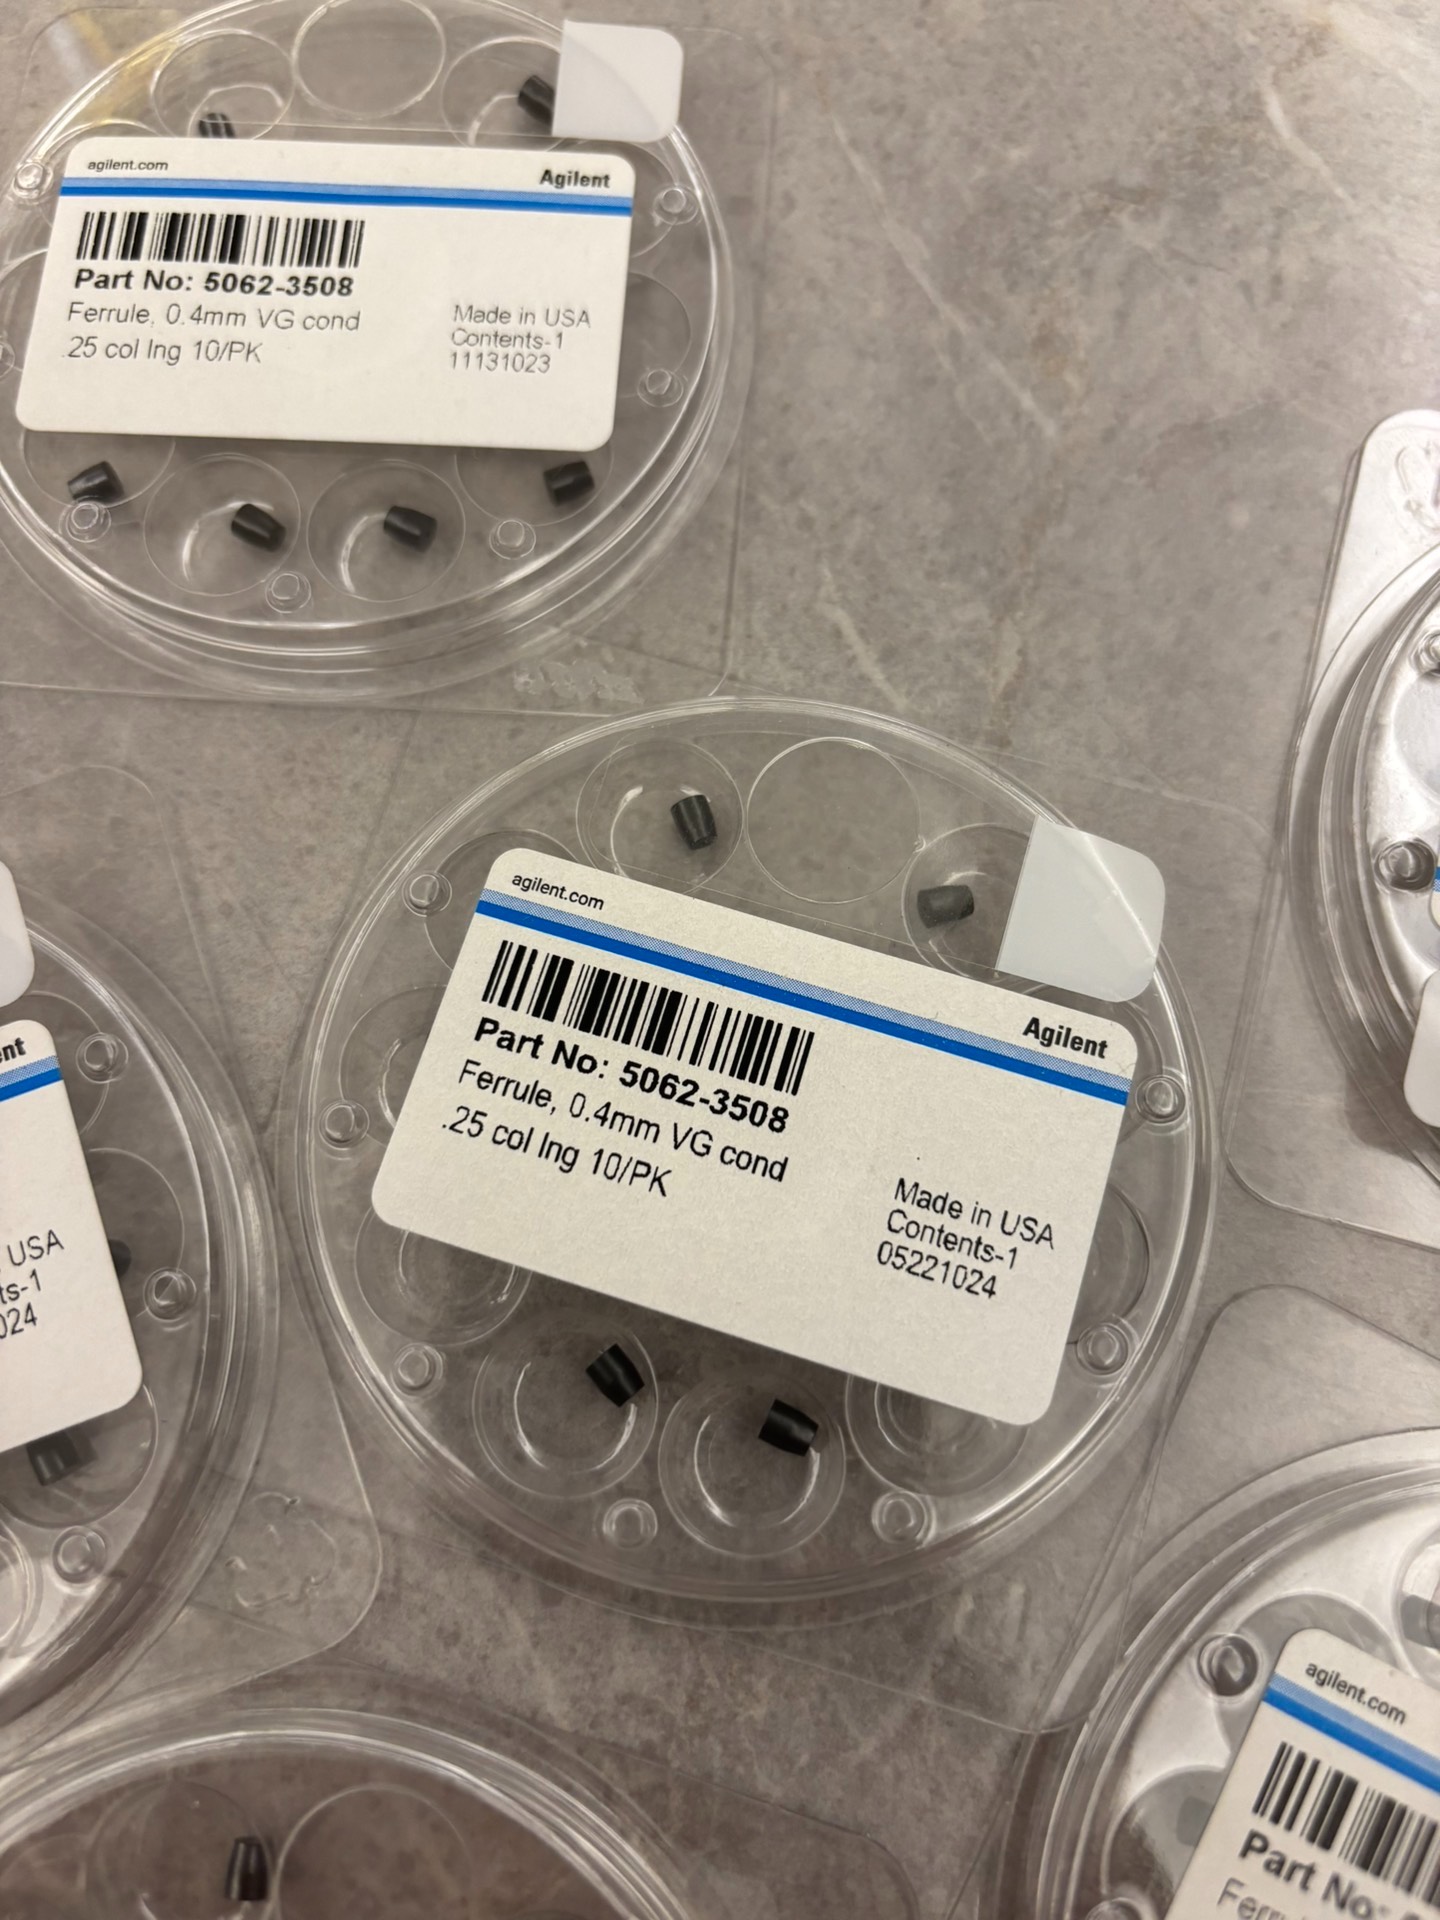 agilent.com
Agilent
Part No: 5062-3508
Ferrule, 0.4mm VG cond
.25 col lng 10/PK
Made in USA
Contents-1
11131023
agilent.com
Agilent
Part No: 5062-3508
Ferrule, 0.4mm VG cond
.25 col lng 10/PK
Made in USA
Contents-1
05221024
USA
agilent.com
Part No: